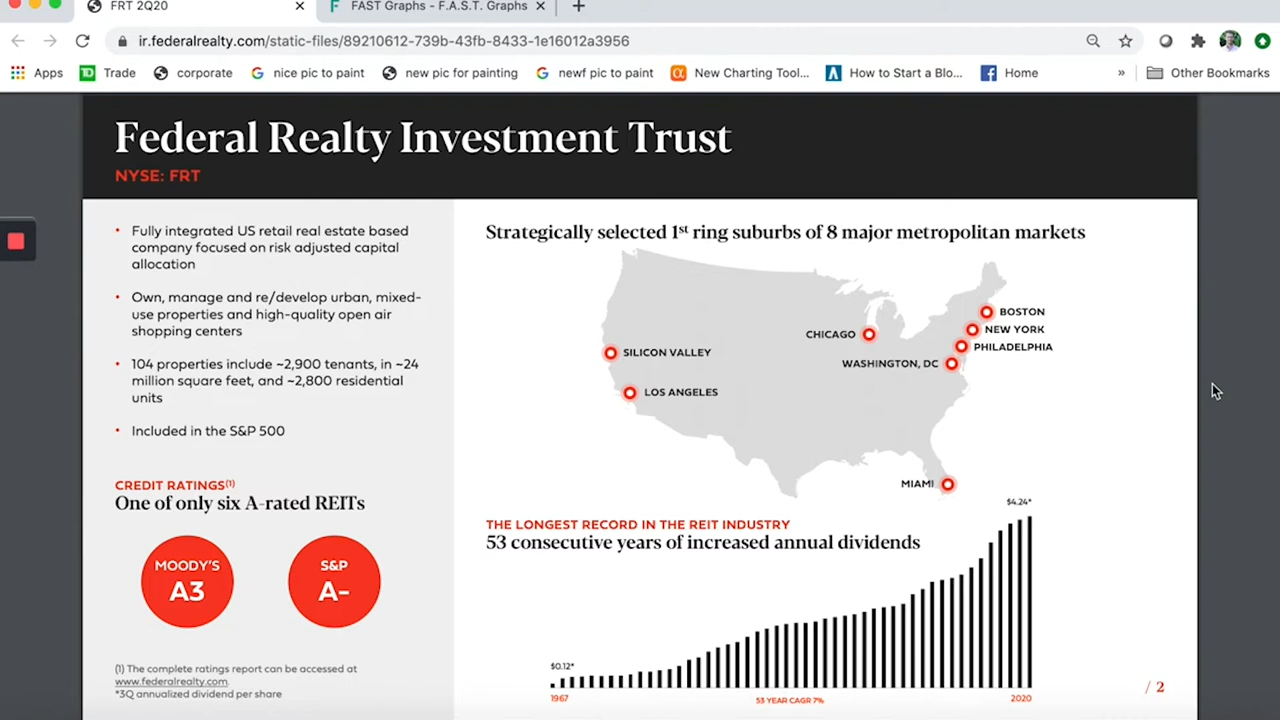 FRT 2Q20
FAST Graphs - F.A.S.T. Graphs
ir.federalrealty.com/static-files/89210612-739b-43fb-8433-1e16012a3956
Apps Trade corporate nice pic to paint new pic for painting newf pic to paint New Charting Tool... How to Start a Blo... Home » Other Bookmarks
Federal Realty Investment Trust
NYSE: FRT
• Fully integrated US retail real estate based
company focused on risk adjusted capital
allocation
• Own, manage and re/develop urban, mixed-
use properties and high-quality open air
shopping centers
• 104 properties include ~2,900 tenants, in ~24
million square feet, and ~2,800 residential
units
• Included in the S&P 500
CREDIT RATINGS(1)
One of only six A-rated REITs
MOODY'S
A3
S&P
A-
(1) The complete ratings report can be accessed at
www.federalrealty.com.
*3Q annualized dividend per share
Strategically selected 1st ring suburbs of 8 major metropolitan markets
BOSTON
NEW YORK
CHICAGO
PHILADELPHIA
SILICON VALLEY
WASHINGTON, DC
LOS ANGELES
MIAMI
THE LONGEST RECORD IN THE REIT INDUSTRY
53 consecutive years of increased annual dividends
$4.24*
$0.12*
1967
53 YEAR CAGR 7%
2020
/ 2